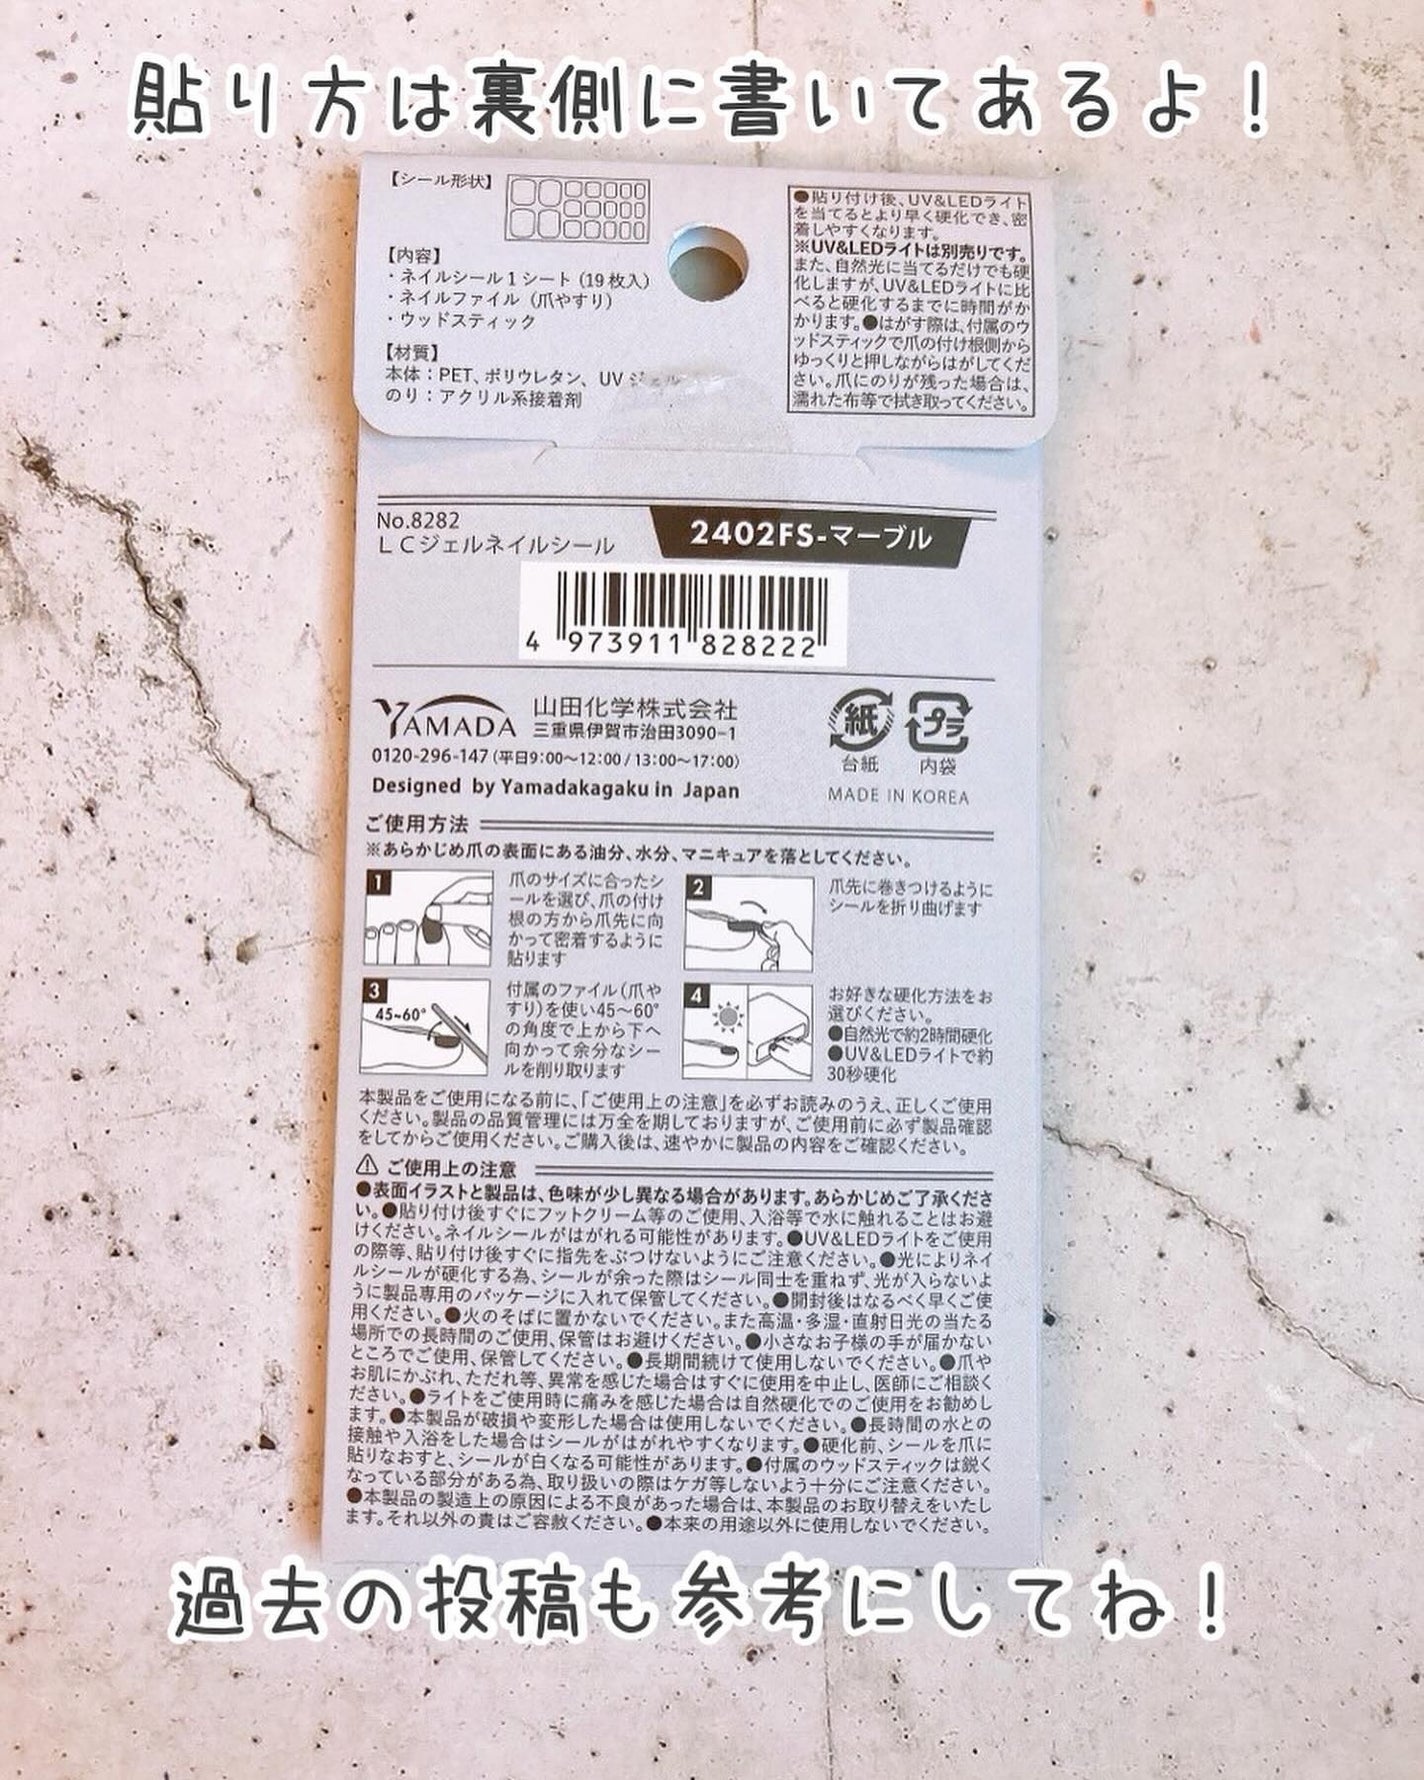 貼り方は裏側に書いてあるよ！
【シール形状】
【内容】
・ネイルシール1シート（19枚入）
・ネイルファイル（爪やすり）
・ウッドスティック
【材質】
本体：PET、ポリウレタン、UVジェル
のり：アクリル系接着剤
●貼り付け後、UV&LEDライト
を当てるとより早く硬化でき、密
着しやすくなります。
※UV&LEDライトは別売りです。
また、自然光に当てるだけでも硬
化しますが、UV&LEDライトに比
べると硬化するまでに時間がか
かります。●はがす際は、付属のウ
ッドスティックで爪の付け根側から
ゆっくりと押しながらはがしてくだ
さい。爪にのりが残った場合は、
濡れた布等で拭き取ってください。
No.8282
ＬＣジェルネイルシール
2402FS-マーブル
4 973911 828222
YAMADA
山田化学株式会社
三重県伊賀市治田3090-1
0120-296-147（平日9:00〜12:00/13:00〜17:00）
Designed by Yamadakagaku in Japan
紙
プラ
台紙
内袋
MADE IN KOREA
ご使用方法
※あらかじめ爪の表面にある油分、水分、マニキュアを落としてください。
1
爪のサイズに合ったシ
ールを選び、爪の付け
根の方から爪先に向
かって密着するように
貼ります
2
爪先に巻きつけるように
シールを折り曲げます
3
45~60°
付属のファイル（爪や
すり）を使い45〜60°
の角度で上から下へ
向かって余分なシー
ルを削り取ります
4
お好きな硬化方法をお
選びください。
●自然光で約2時間硬化
●UV&LEDライトで約
30秒硬化
本製品をご使用になる前に、「ご使用上の注意」を必ずお読みのうえ、正しくご使用
ください。製品の品質管理には万全を期しておりますが、ご使用前に必ず製品確認
をしてからご使用ください。ご購入後は、速やかに製品の内容をご確認ください。
⚠ ご使用上の注意
●表面イラストと製品は、色味が少し異なる場合があります。あらかじめご了承くださ
い。●貼り付け後すぐにフットクリーム等のご使用、入浴等で水に触れることはお避
けください。ネイルシールがはがれる可能性があります。●UV&LEDライトをご使用
の際等、貼り付け後すぐに指先をぶつけないようにご注意ください。●光によりネイ
ルシールが硬化する為、シールが余った際はシール同士を重ねず、光が入らないよ
うに製品専用のパッケージに入れて保管してください。●開封後はなるべく早くご使
用ください。●火のそばに置かないでください。また高温・多湿・直射日光の当たる
場所での長時間のご使用、保管はお避けください。●小さなお子様の手が届かない
ところでご使用、保管してください。●長期間続けて使用しないでください。●爪や
お肌にかぶれ、ただれ等、異常を感じた場合はすぐに使用を中止し、医師にご相談く
ださい。●ライトをご使用時に痛みを感じた場合は自然硬化でのご使用をお勧めし
ます。●本製品が破損や変形した場合は使用しないでください。●長時間の水との
接触や入浴をした場合はシールがはがれやすくなります。●硬化前、シールを爪に
貼りなおすと、シールが白くなる可能性があります。●付属のウッドスティックは鋭く
なっている部分がある為、取り扱いの際はケガ等しないよう十分にご注意ください。
●本製品の製造上の原因による不良があった場合は、本製品のお取り替えをいたし
ます。それ以外の責はご容赦ください。●本来の用途以外に使用しないでください。
過去の投稿も参考にしてね！